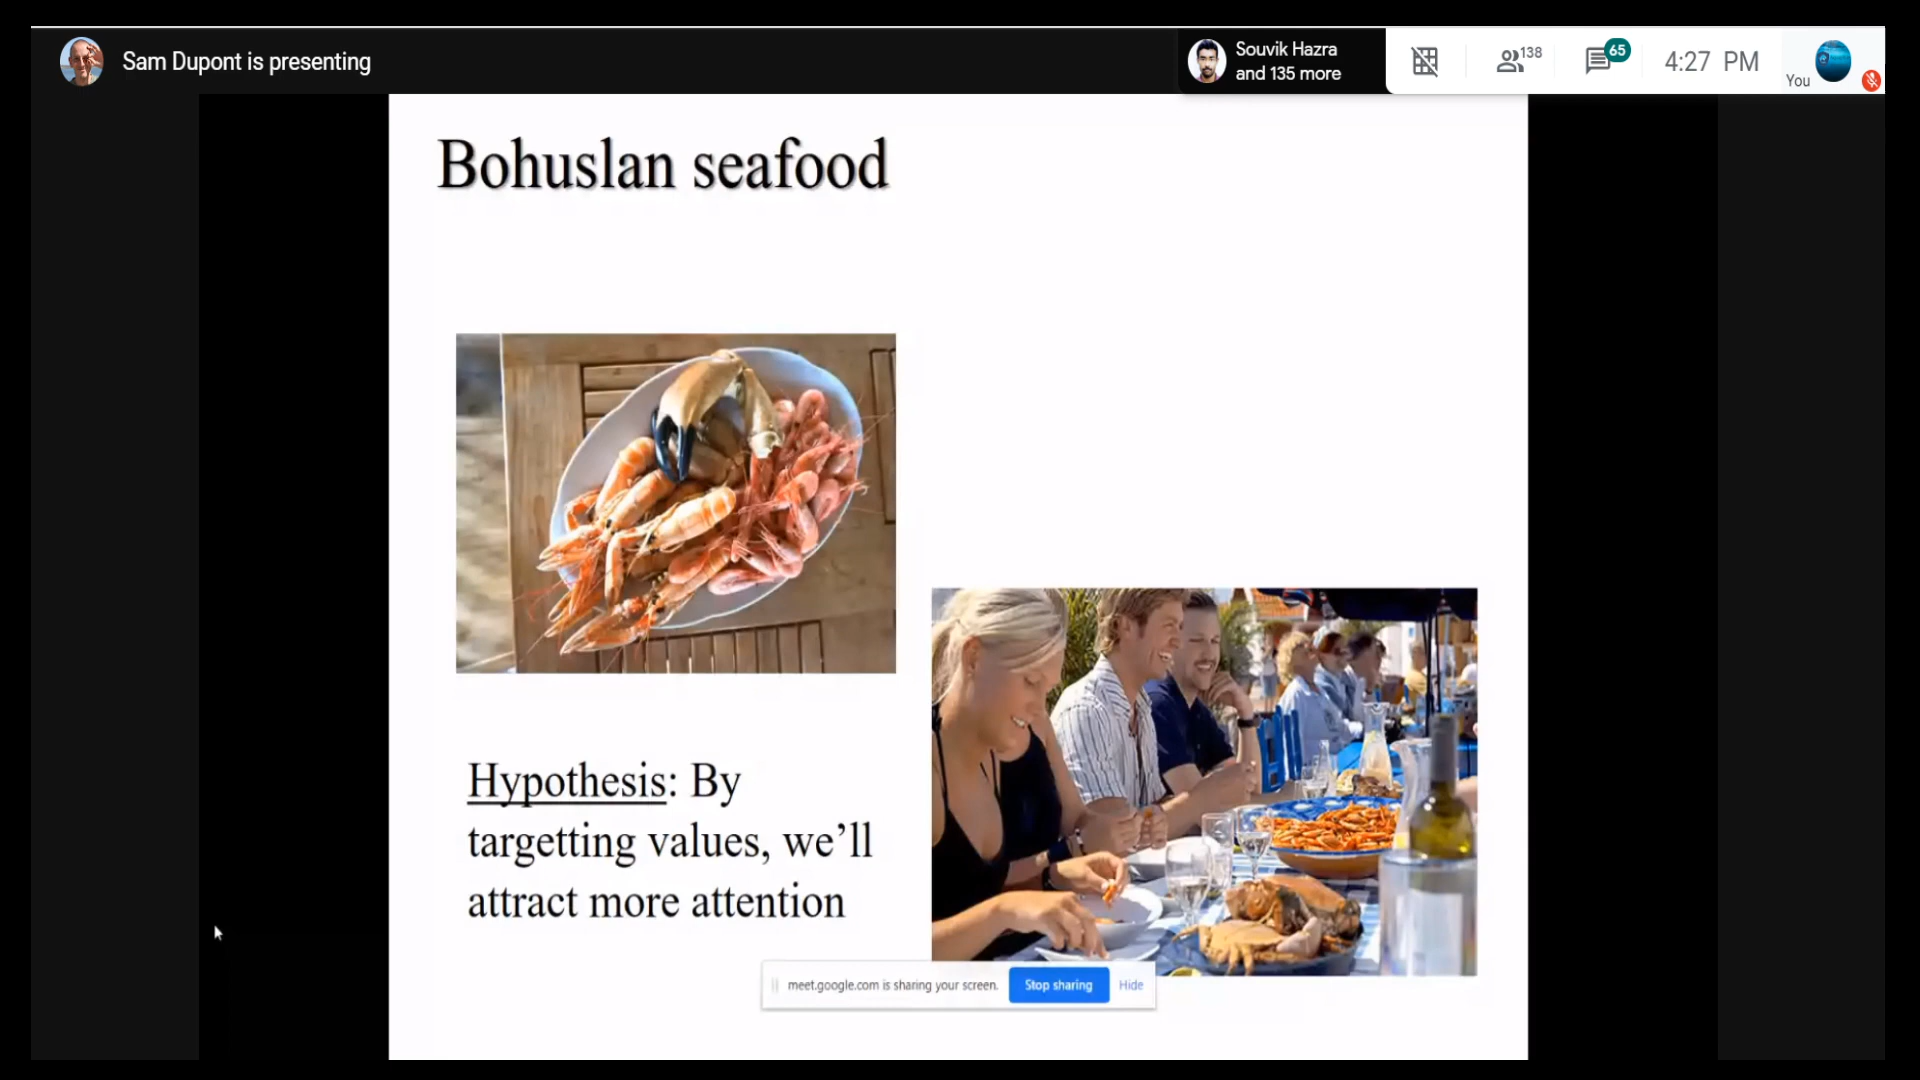 Sam Dupont is presenting
Souvik Hazra
and 135 more
138
65
4:27 PM
You
Bohuslan seafood
Hypothesis: By
targetting values, we’ll
attract more attention
meet.google.com is sharing your screen.
Stop sharing
Hide